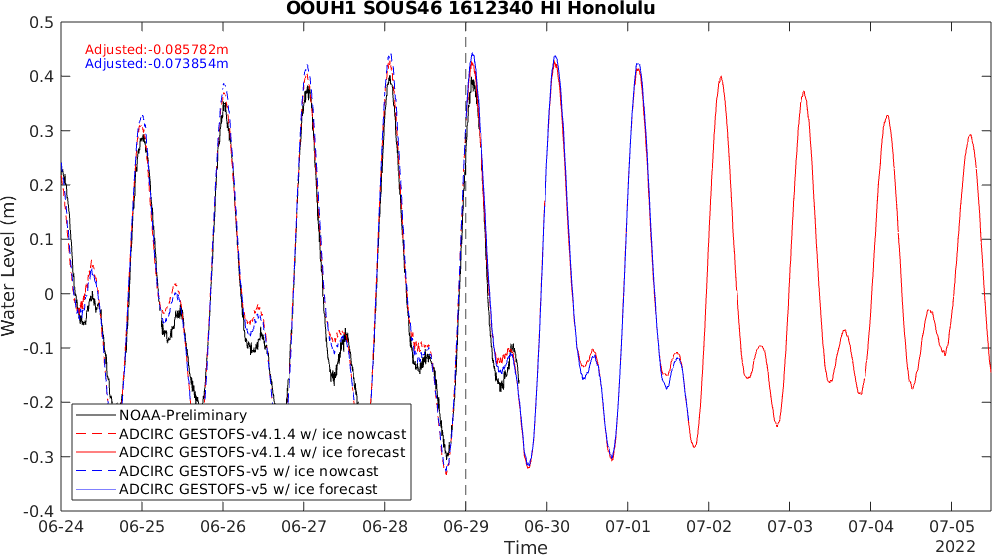 OOUH1 SOUS46 1612340 HI Honolulu
0.5
Adjusted:-0.085782m
Adjusted:-0.073854m
0.4
0.3
0.2
0.1
0
-0.1
-0.2
-0.3
-0.4
Water Level (m)
NOAA-Preliminary
ADCIRC GESTOFS-v4.1.4 w/ ice nowcast
ADCIRC GESTOFS-v4.1.4 w/ ice forecast
ADCIRC GESTOFS-v5 w/ ice nowcast
ADCIRC GESTOFS-v5 w/ ice forecast
06-24 06-25 06-26 06-27 06-28 06-29 06-30 07-01 07-02 07-03 07-04 07-05
Time
2022